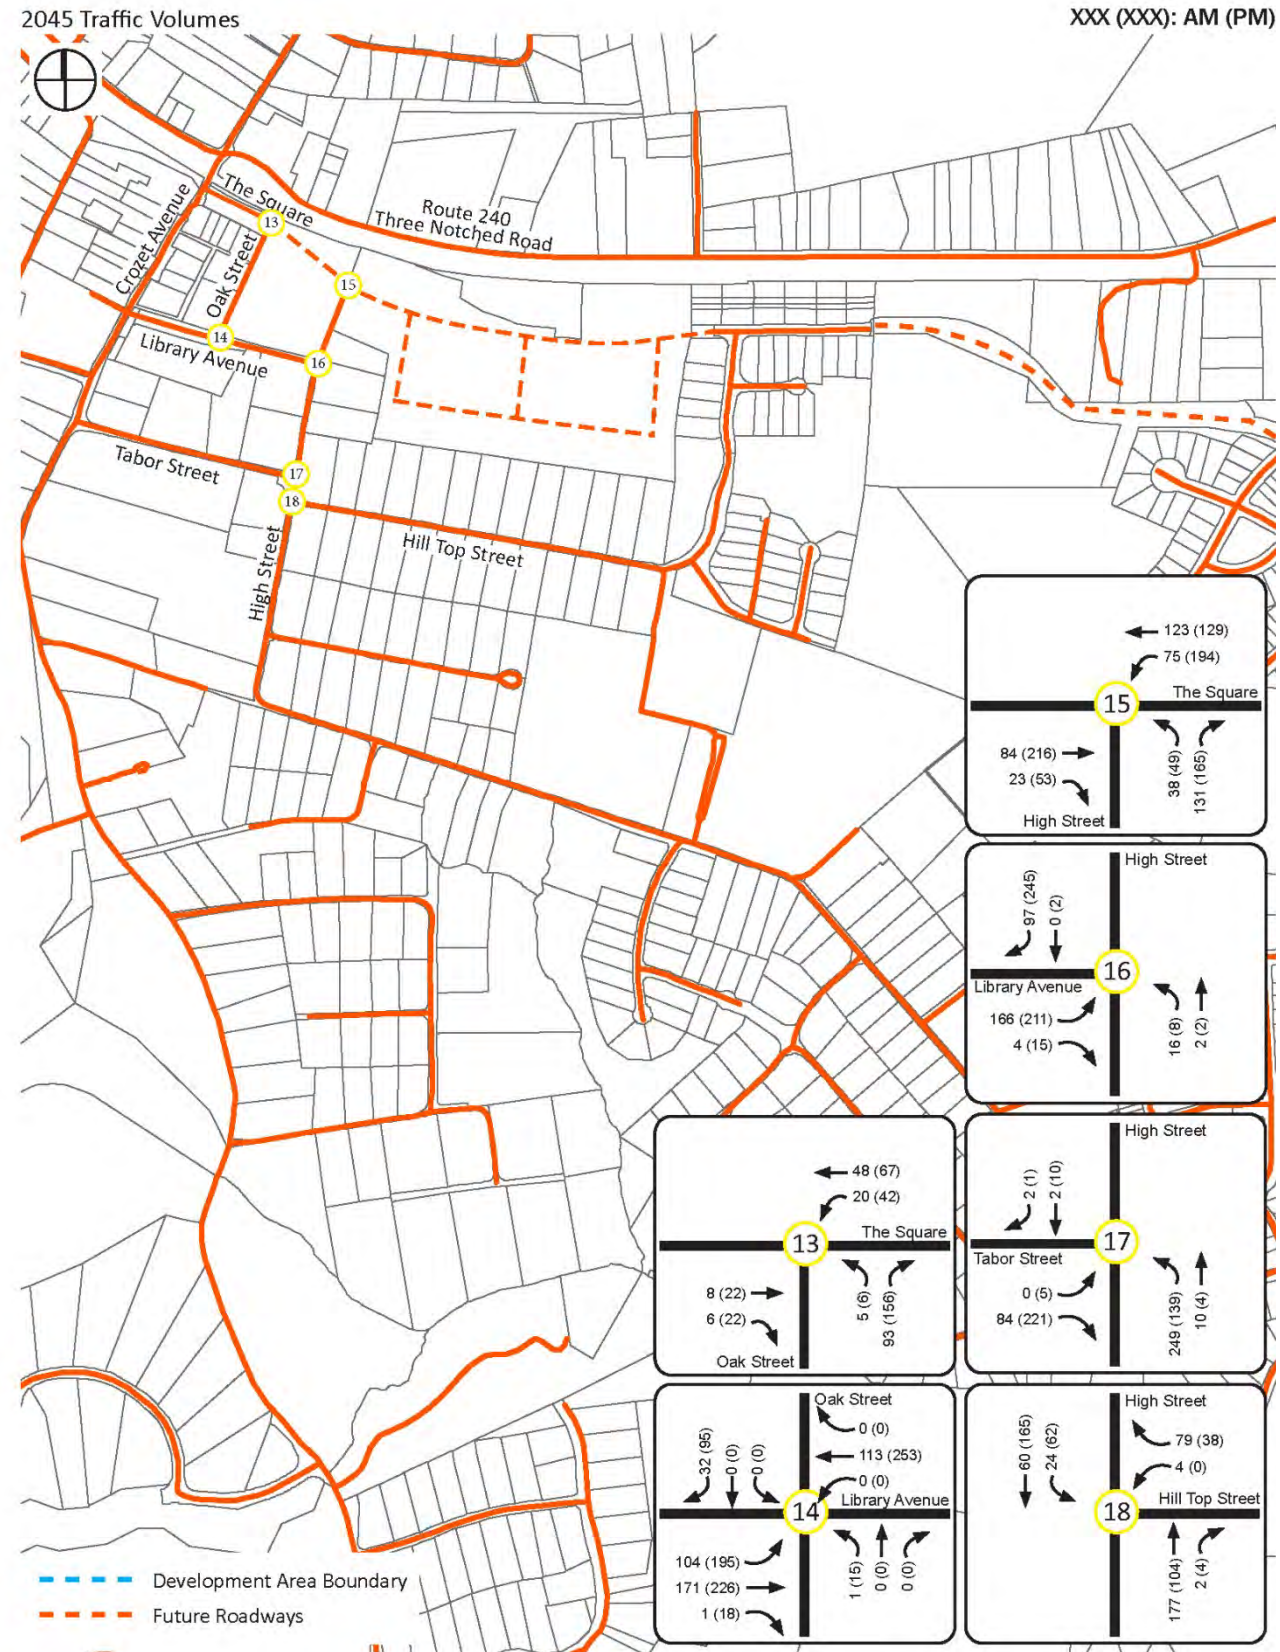 2045 Traffic Volumes
XXX (XXX): AM (PM)
The Square
13
Route 240
Three Notched Road
Crozet Avenue
Oak Street
15
14
Library Avenue
16
Tabor Street
17
18
Hill Top Street
High Street
123 (129)
75 (194)
The Square
15
84 (216)
23 (53)
38 (49)
131 (165)
High Street
High Street
97 (245)
0 (2)
16
Library Avenue
166 (211)
4 (15)
16 (8)
2 (2)
48 (67)
20 (42)
The Square
13
8 (22)
6 (22)
5 (6)
93 (156)
Oak Street
High Street
2 (1)
2 (10)
17
Tabor Street
0 (5)
84 (221)
249 (139)
10 (4)
Oak Street
0 (0)
113 (253)
0 (0)
32 (95)
0 (0)
0 (0)
Library Avenue
14
104 (195)
171 (226)
1 (18)
1 (15)
0 (0)
0 (0)
High Street
60 (165)
24 (62)
79 (38)
4 (0)
Hill Top Street
18
177 (104)
2 (4)
Development Area Boundary
Future Roadways